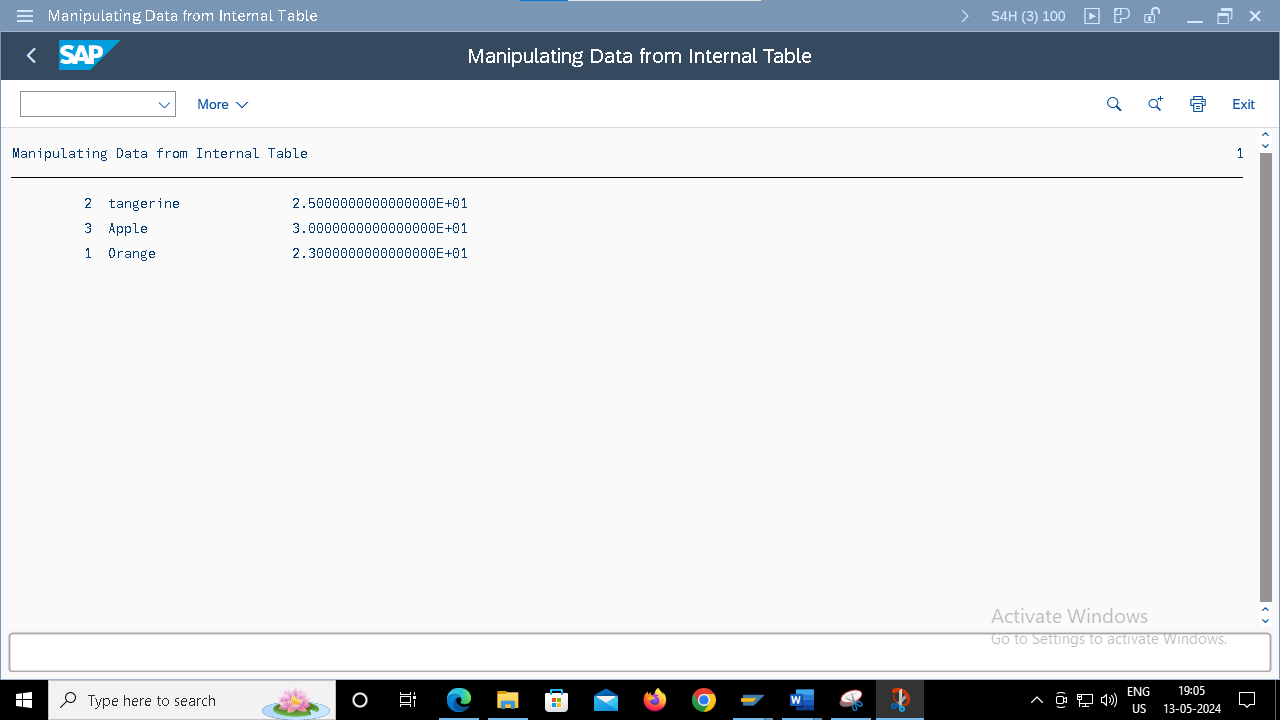 Manipulating Data from Internal Table
S4H (3) 100
SAP
Manipulating Data from Internal Table
More
Exit
Manipulating Data from Internal Table 1
2 tangerine 2.5000000000000000E+01
3 Apple 3.0000000000000000E+01
1 Orange 2.3000000000000000E+01
Activate Windows
Go to Settings to activate Windows.
Type here to search
ENG
US
19:05
13-05-2024